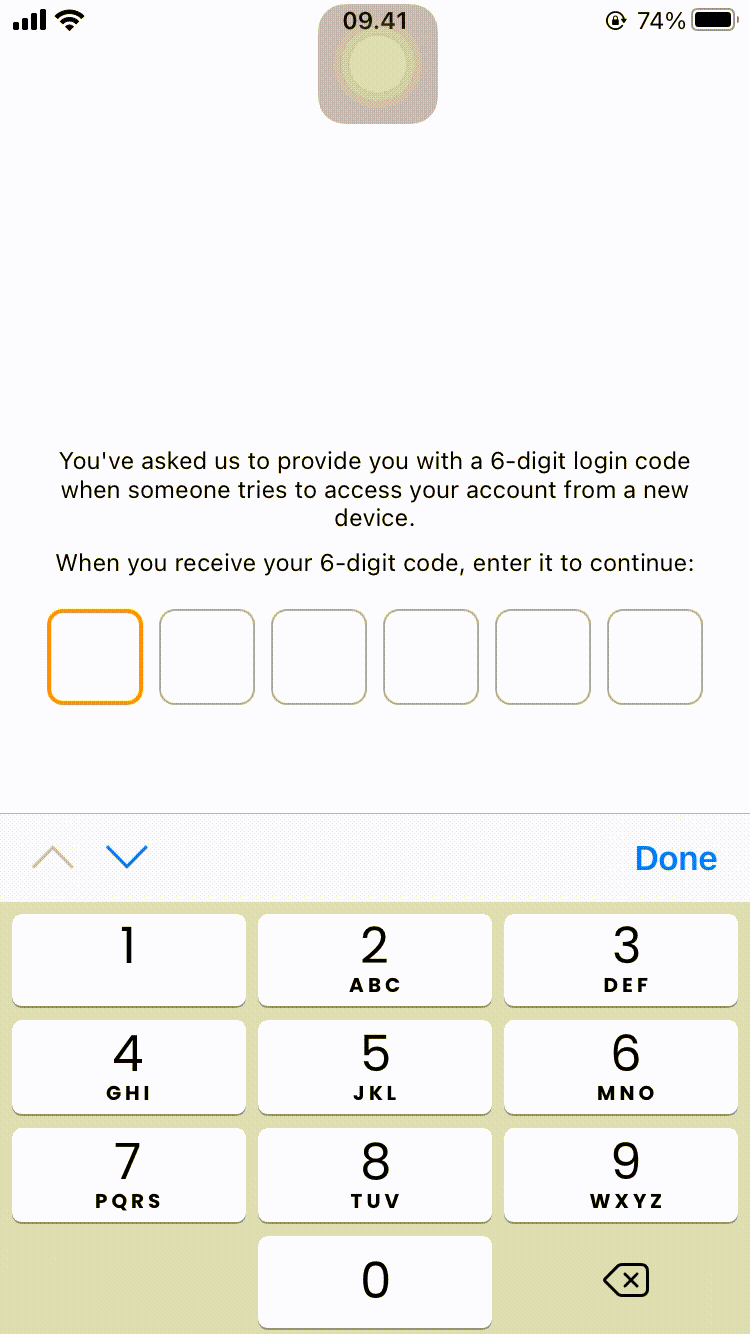 09.41 74%
You've asked us to provide you with a 6-digit login code
when someone tries to access your account from a new
device.
When you receive your 6-digit code, enter it to continue:
Done
1 2 3
ABC DEF
4 5 6
GHI JKL MNO
7 8 9
PQRS TUV WXYZ
0